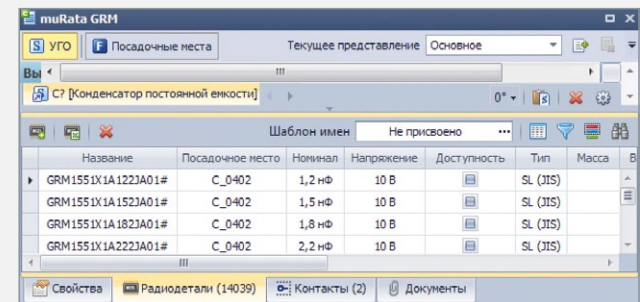 muRata GRM
УГО Посадочные места Текущее представление Основное
Вы
C? [Конденсатор постоянной емкости] 0°
Шаблон имен Не присвоено ...
Название Посадочное место Номинал Напряжение Доступность Тип Масса В
GRM1551X1A122JA01# C_0402 1,2 нФ 10 В SL (JIS)
GRM1551X1A152JA01# C_0402 1,5 нФ 10 В SL (JIS)
GRM1551X1A182JA01# C_0402 1,8 нФ 10 В SL (JIS)
GRM1551X1A222JA01# C_0402 2,2 нФ 10 В SL (JIS)
Свойства Радиодетали (14039) Контакты (2) Документы